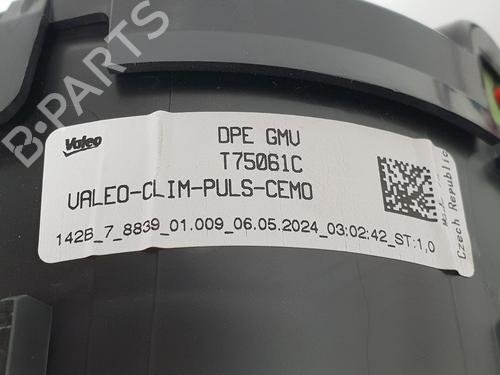 B-PARTS
Valeo
DPE GMV
T75061C
VALEO-CLIM-PULS-CEMO
142B_7_8839_01.009_06.05.2024_03:02:42_ST:1,0
Czech Republic